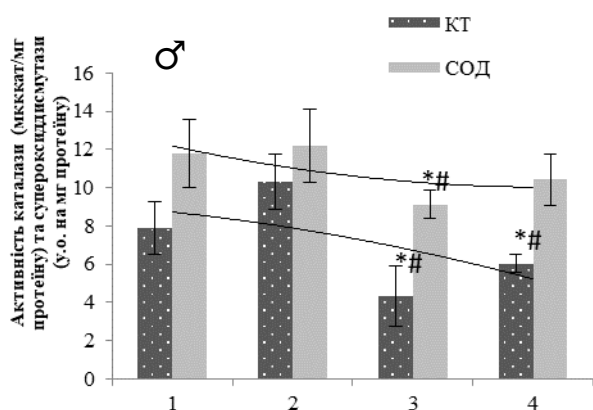 КТ
СОД
♂
Активність каталази (мккат/мг
протеїну) та супероксиддисмутази
(у.о. на мг протеїну)
16
14
12
10
8
6
4
2
0
*#
*#
*#
1 2 3 4